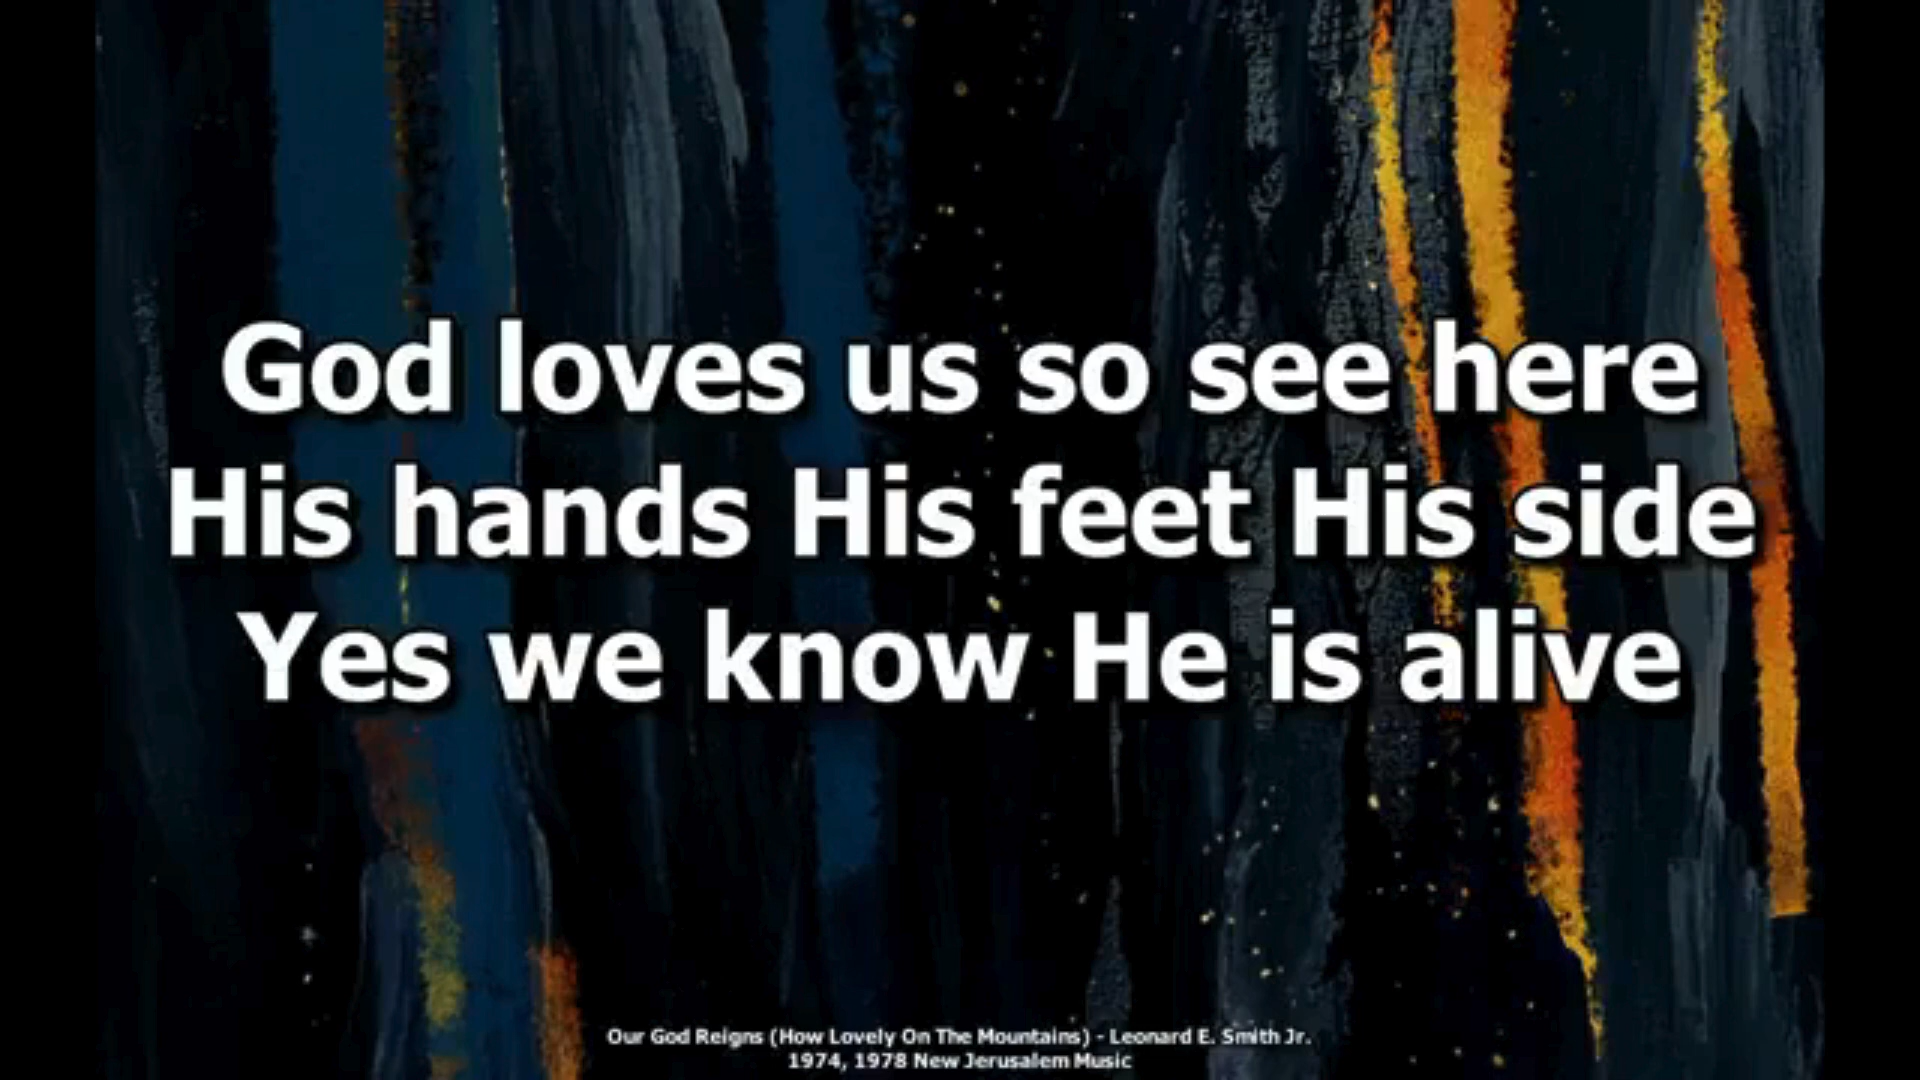 God loves us so see here
His hands His feet His side
Yes we know He is alive
Our God Reigns (How Lovely On The Mountains) - Leonard E. Smith Jr.
1974, 1978 New Jerusalem Music